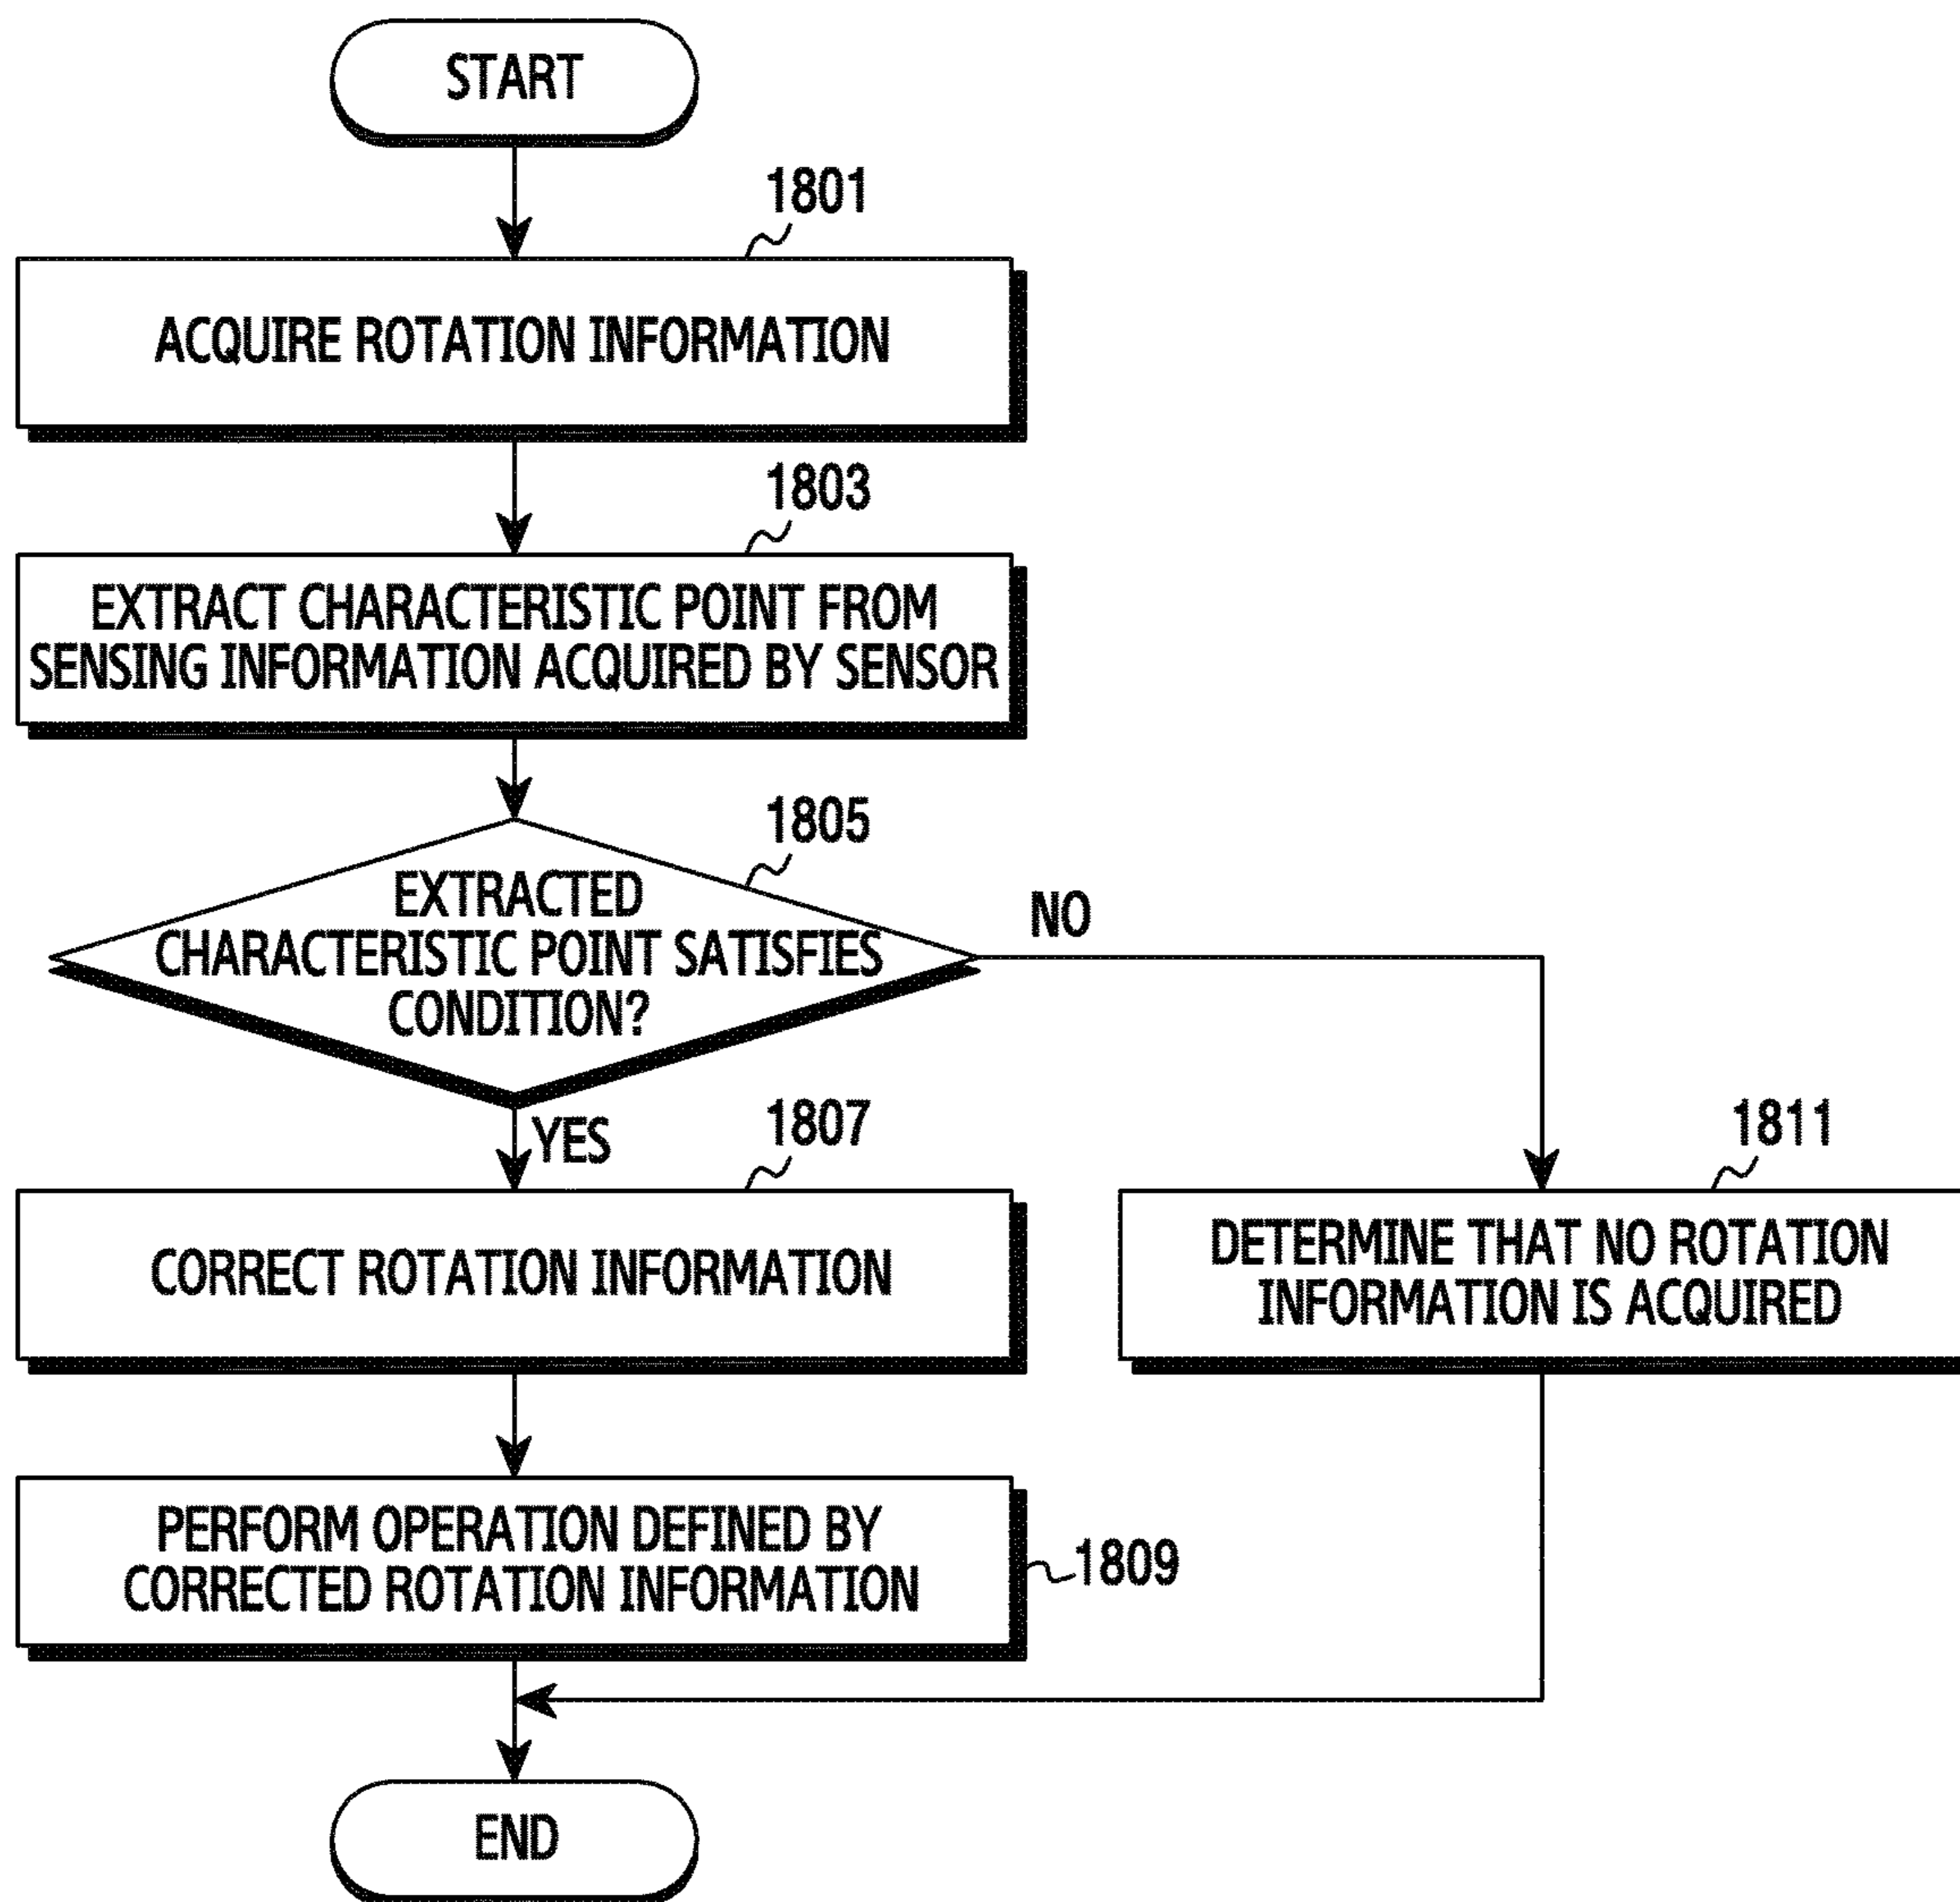 START
1801
ACQUIRE ROTATION INFORMATION
1803
EXTRACT CHARACTERISTIC POINT FROM
SENSING INFORMATION ACQUIRED BY SENSOR
1805
EXTRACTED
CHARACTERISTIC POINT SATISFIES
CONDITION?
NO
YES
1807
CORRECT ROTATION INFORMATION
1811
DETERMINE THAT NO ROTATION
INFORMATION IS ACQUIRED
PERFORM OPERATION DEFINED BY
CORRECTED ROTATION INFORMATION
1809
END